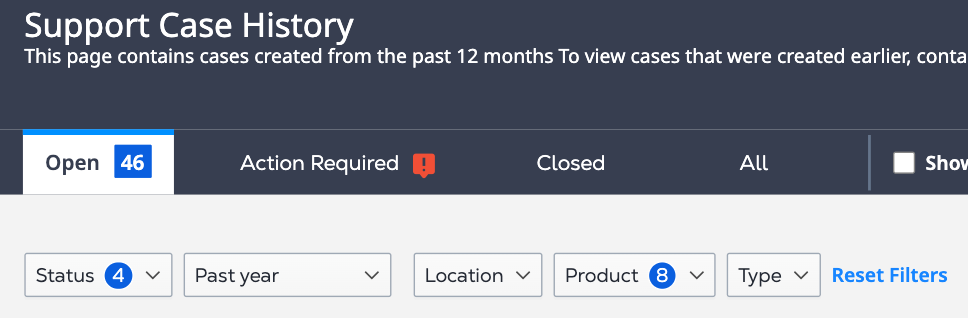 Support Case History
This page contains cases created from the past 12 months To view cases that were created earlier, conta
Open 46 Action Required ! Closed All Show
Status 4 Past year Location Product 8 Type Reset Filters